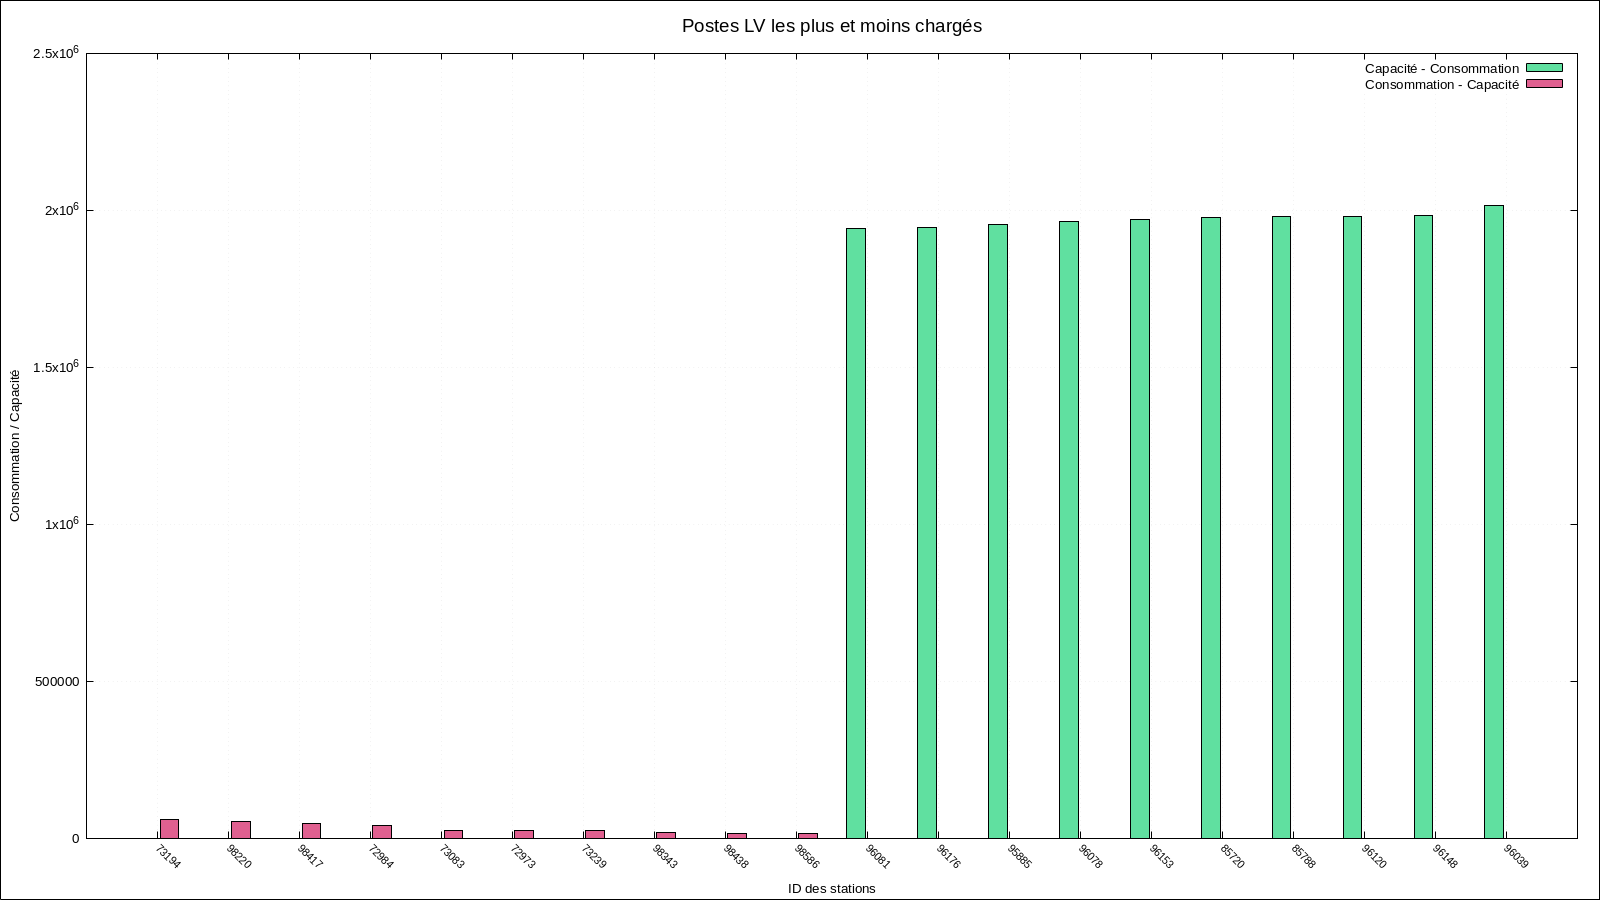 Postes LV les plus et moins chargés
Capacité - Consommation
Consommation - Capacité
2.5x10⁶
2x10⁶
1.5x10⁶
1x10⁶
500000
0
Consommation / Capacité
73194
98220
98417
72984
73083
72973
73239
98343
98438
98586
96081
96176
95885
96078
96153
85720
85788
96120
96148
96039
ID des stations